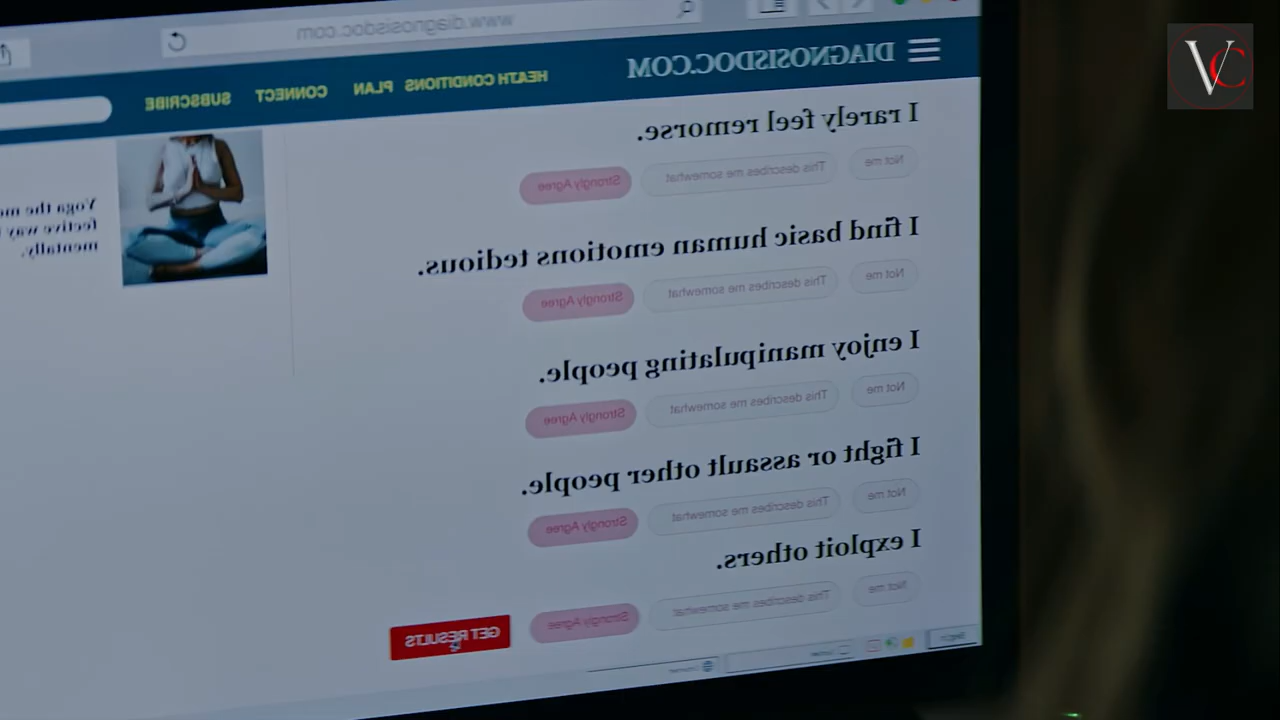 www.diagnosisdoc.com
DIAGNOSISDOC.COM
HEATH CONDITIONS
PLAN
CONNECT
SUBSCRIBE
I rarely feel remorse.
Not me
This describes me somewhat
Strongly Agree
I find basic human emotions tedious.
Not me
This describes me somewhat
Strongly Agree
I enjoy manipulating people.
Not me
This describes me somewhat
Strongly Agree
I fight or assault other people.
Not me
This describes me somewhat
Strongly Agree
I exploit others.
Not me
This describes me somewhat
Strongly Agree
GET RESULTS
Yoga the
fective way
mentally.
VC